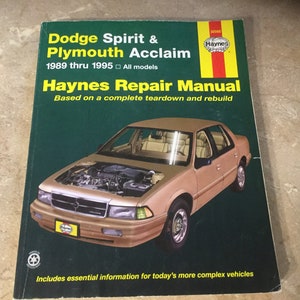 Dodge Spirit &
Plymouth Acclaim
1989 thru 1995 □ All models
Haynes
Haynes Repair Manual
Based on a complete teardown and rebuild
Includes essential information for today's more complex vehicles